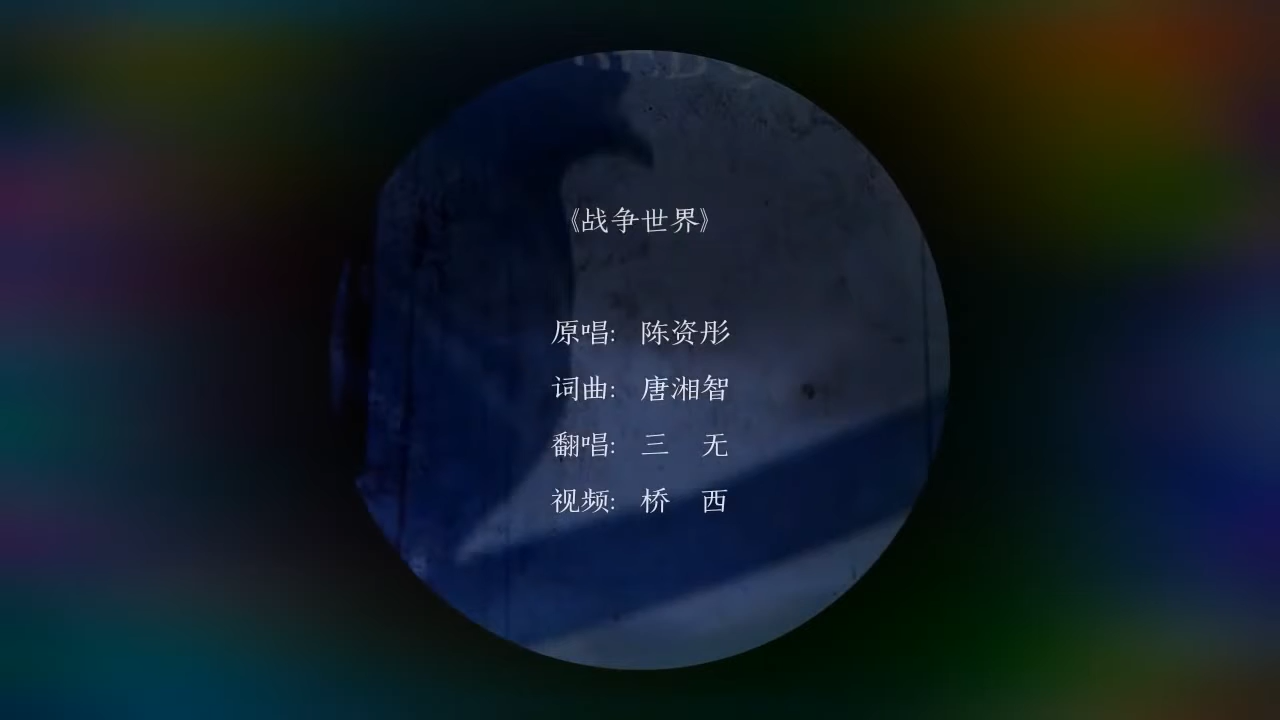 《战争世界》
原唱: 陈资彤
词曲: 唐湘智
翻唱: 三 无
视频: 桥 西